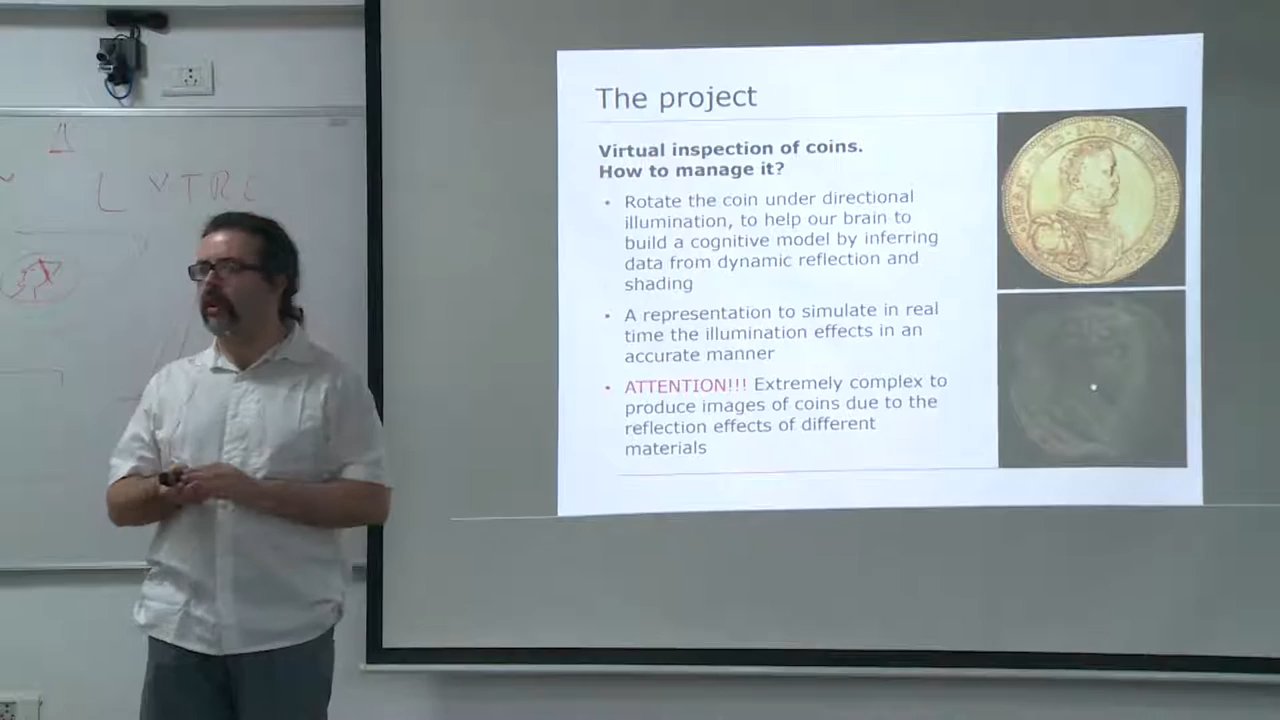 The project
Virtual inspection of coins.
How to manage it?
• Rotate the coin under directional
illumination, to help our brain to
build a cognitive model by inferring
data from dynamic reflection and
shading
• A representation to simulate in real
time the illumination effects in an
accurate manner
• ATTENTION!!! Extremely complex to
produce images of coins due to the
reflection effects of different
materials